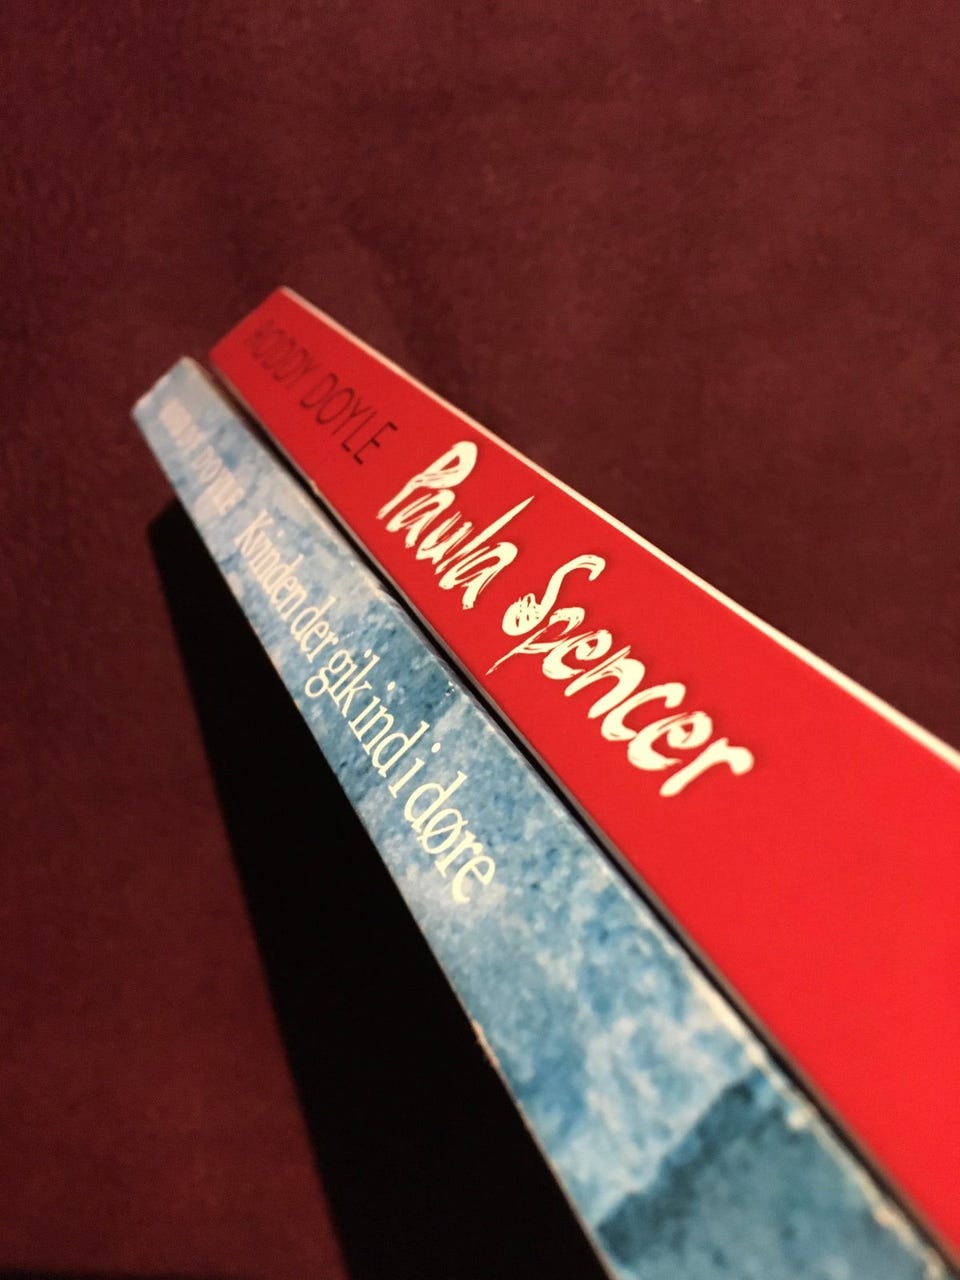 RODDY DOYLE Paula Spencer
RODDY DOYLE Kvinden der gik ind i døre